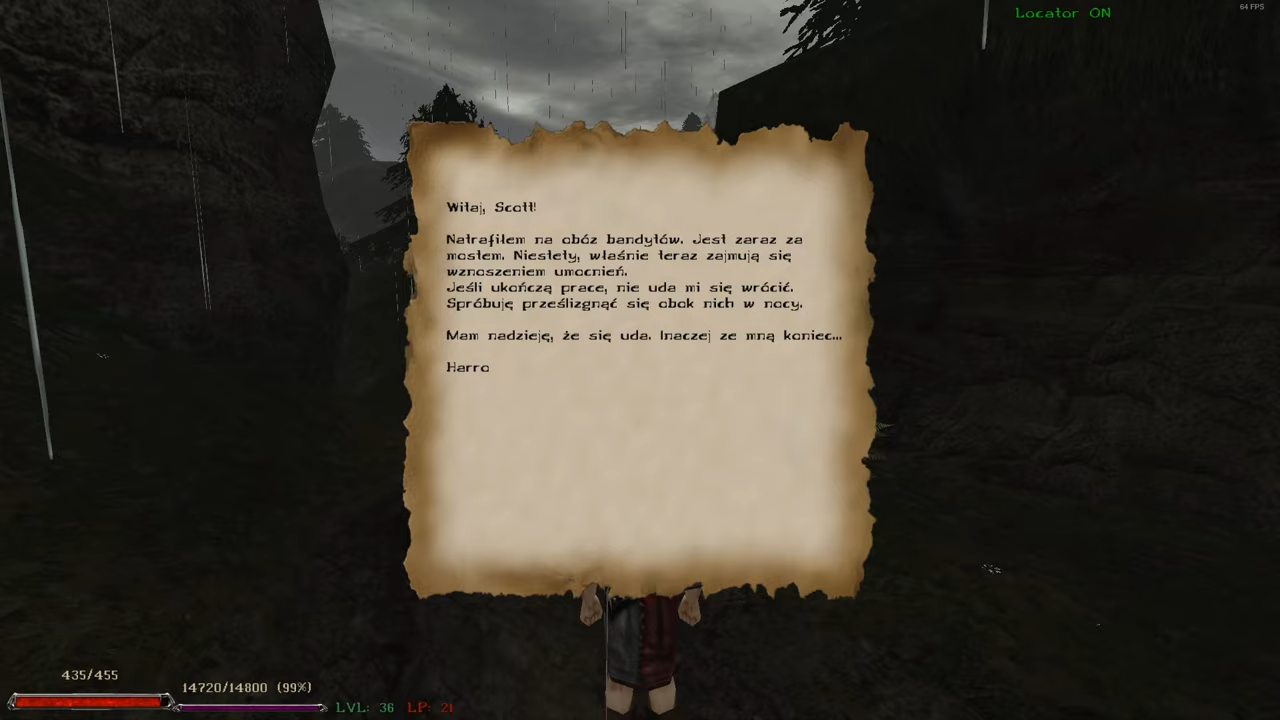 Locator ON
64 FPS
Witaj, Scott!
Natrafiłem na obóz bandytów. Jest zaraz za
mostem. Niestety, właśnie teraz zajmują się
wznoszeniem umocnień.
Jeśli ukończą prace, nie uda mi się wrócić.
Spróbuję prześlizgnąć się obok nich w nocy.
Mam nadzieję, że się uda. Inaczej ze mną koniec...
Harro
435/455
14720/14800 (99%)
LVL: 36 LP: 21